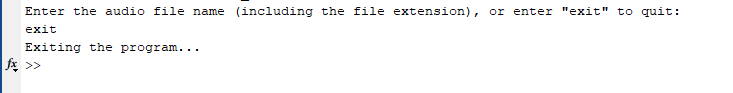 Enter the audio file name (including the file extension), or enter "exit" to quit:
exit
Exiting the program...
fx >>